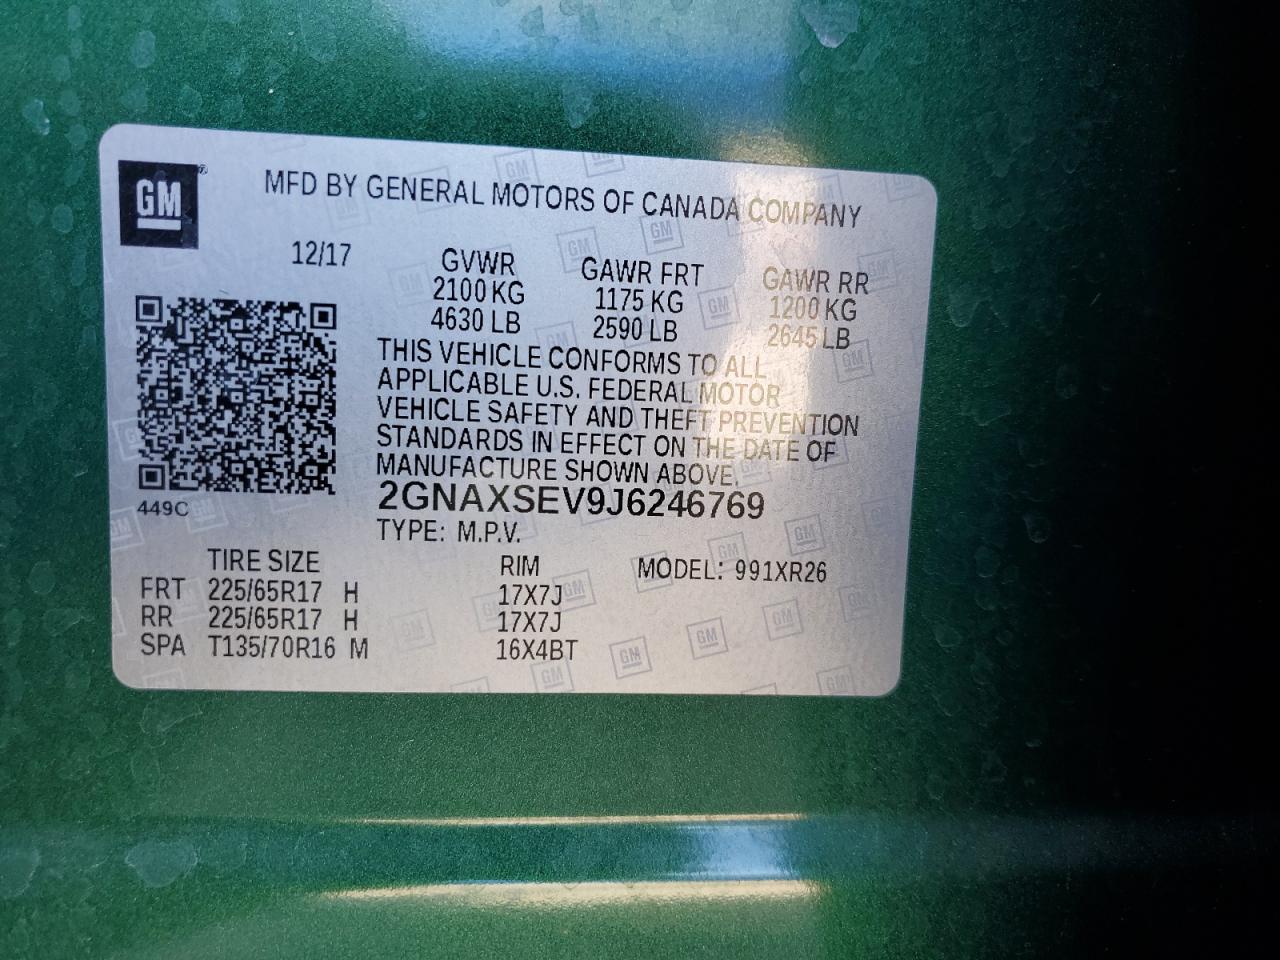 GM
MFD BY GENERAL MOTORS OF CANADA COMPANY
12/17
GVWR GAWR FRT GAWR RR
2100 KG 1175 KG 1200 KG
4630 LB 2590 LB 2645 LB
THIS VEHICLE CONFORMS TO ALL
APPLICABLE U.S. FEDERAL MOTOR
VEHICLE SAFETY AND THEFT PREVENTION
STANDARDS IN EFFECT ON THE DATE OF
MANUFACTURE SHOWN ABOVE.
449C
2GNAXSEV9J6246769
TYPE: M.P.V.
TIRE SIZE RIM MODEL: 991XR26
FRT 225/65R17 H 17X7J
RR 225/65R17 H 17X7J
SPA T135/70R16 M 16X4BT